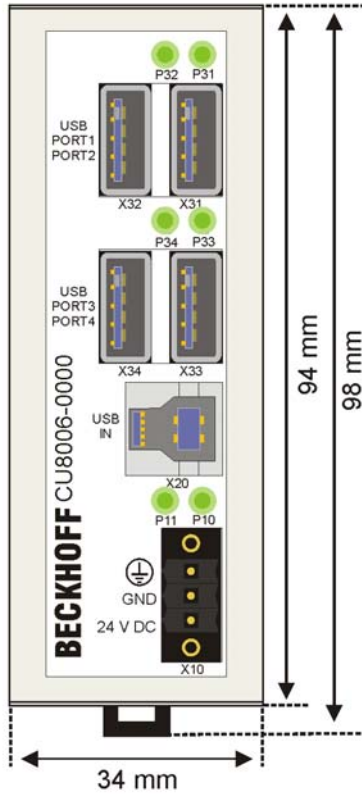 P32 P31
USB
PORT1
PORT2
X32 X31
P34 P33
USB
PORT3
PORT4
X34 X33
USB
IN
X20
P11 P10
GND
24 V DC
X10
BECKHOFF CU8006-0000
94 mm
98 mm
34 mm